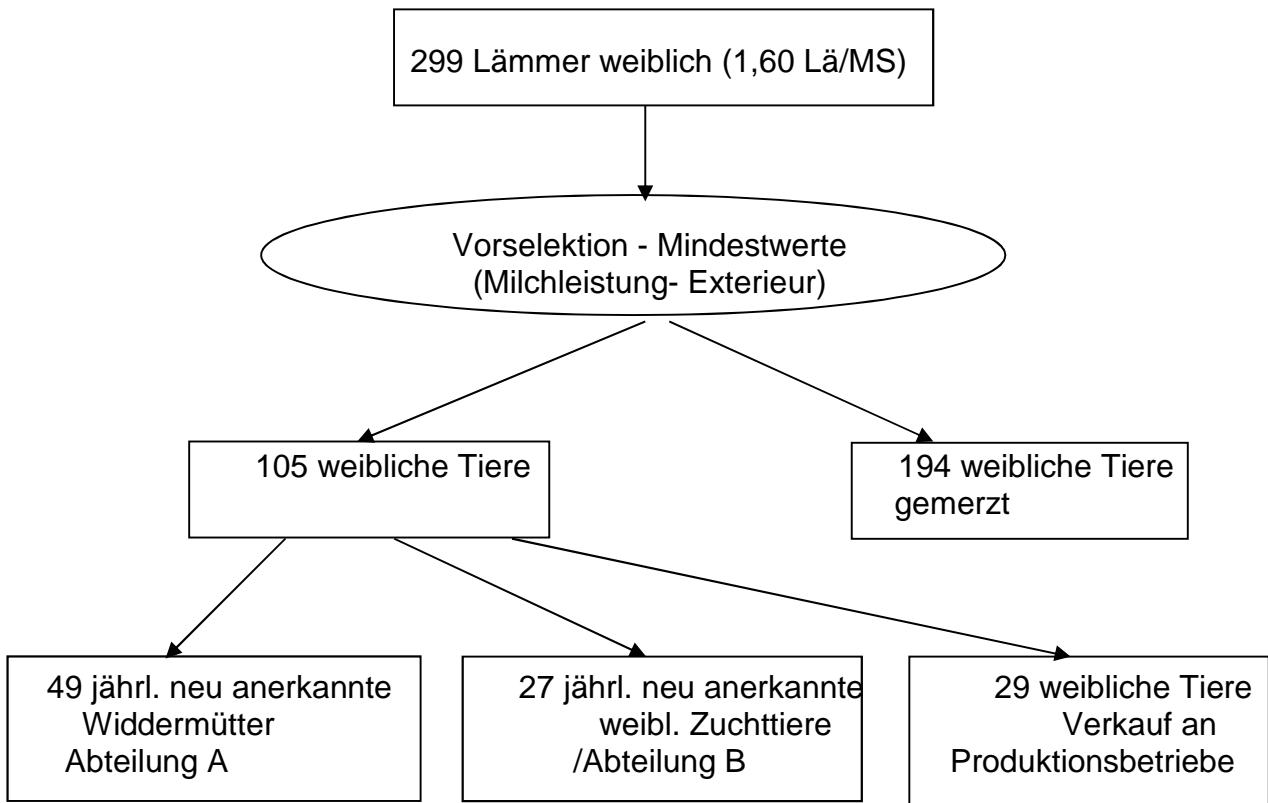 299 Lämmer weiblich (1,60 Lä/MS)
Vorselektion - Mindestwerte
(Milchleistung- Exterieur)
105 weibliche Tiere
194 weibliche Tiere
gemerzt
49 jährl. neu anerkannte
Widdermütter
Abteilung A
27 jährl. neu anerkannte
weibl. Zuchttiere
/Abteilung B
29 weibliche Tiere
Verkauf an
Produktionsbetriebe